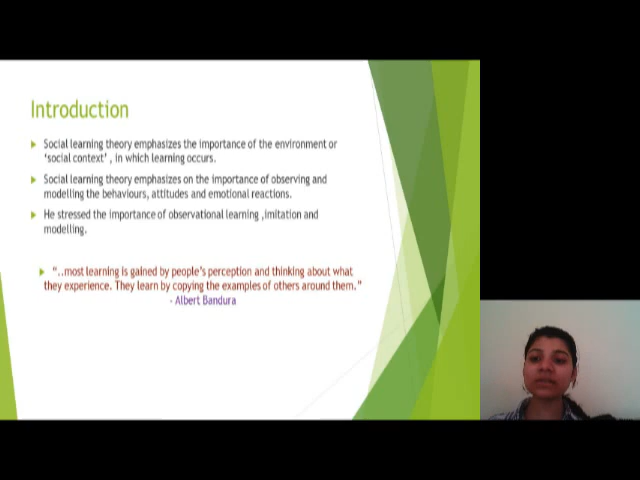 Introduction
Social learning theory emphasizes the importance of the environment or
‘social context’ , in which learning occurs.
Social learning theory emphasizes on the importance of observing and
modelling the behaviours, attitudes and emotional reactions.
He stressed the importance of observational learning ,imitation and
modelling.
“..most learning is gained by people’s perception and thinking about what
they experience. They learn by copying the examples of others around them.”
- Albert Bandura